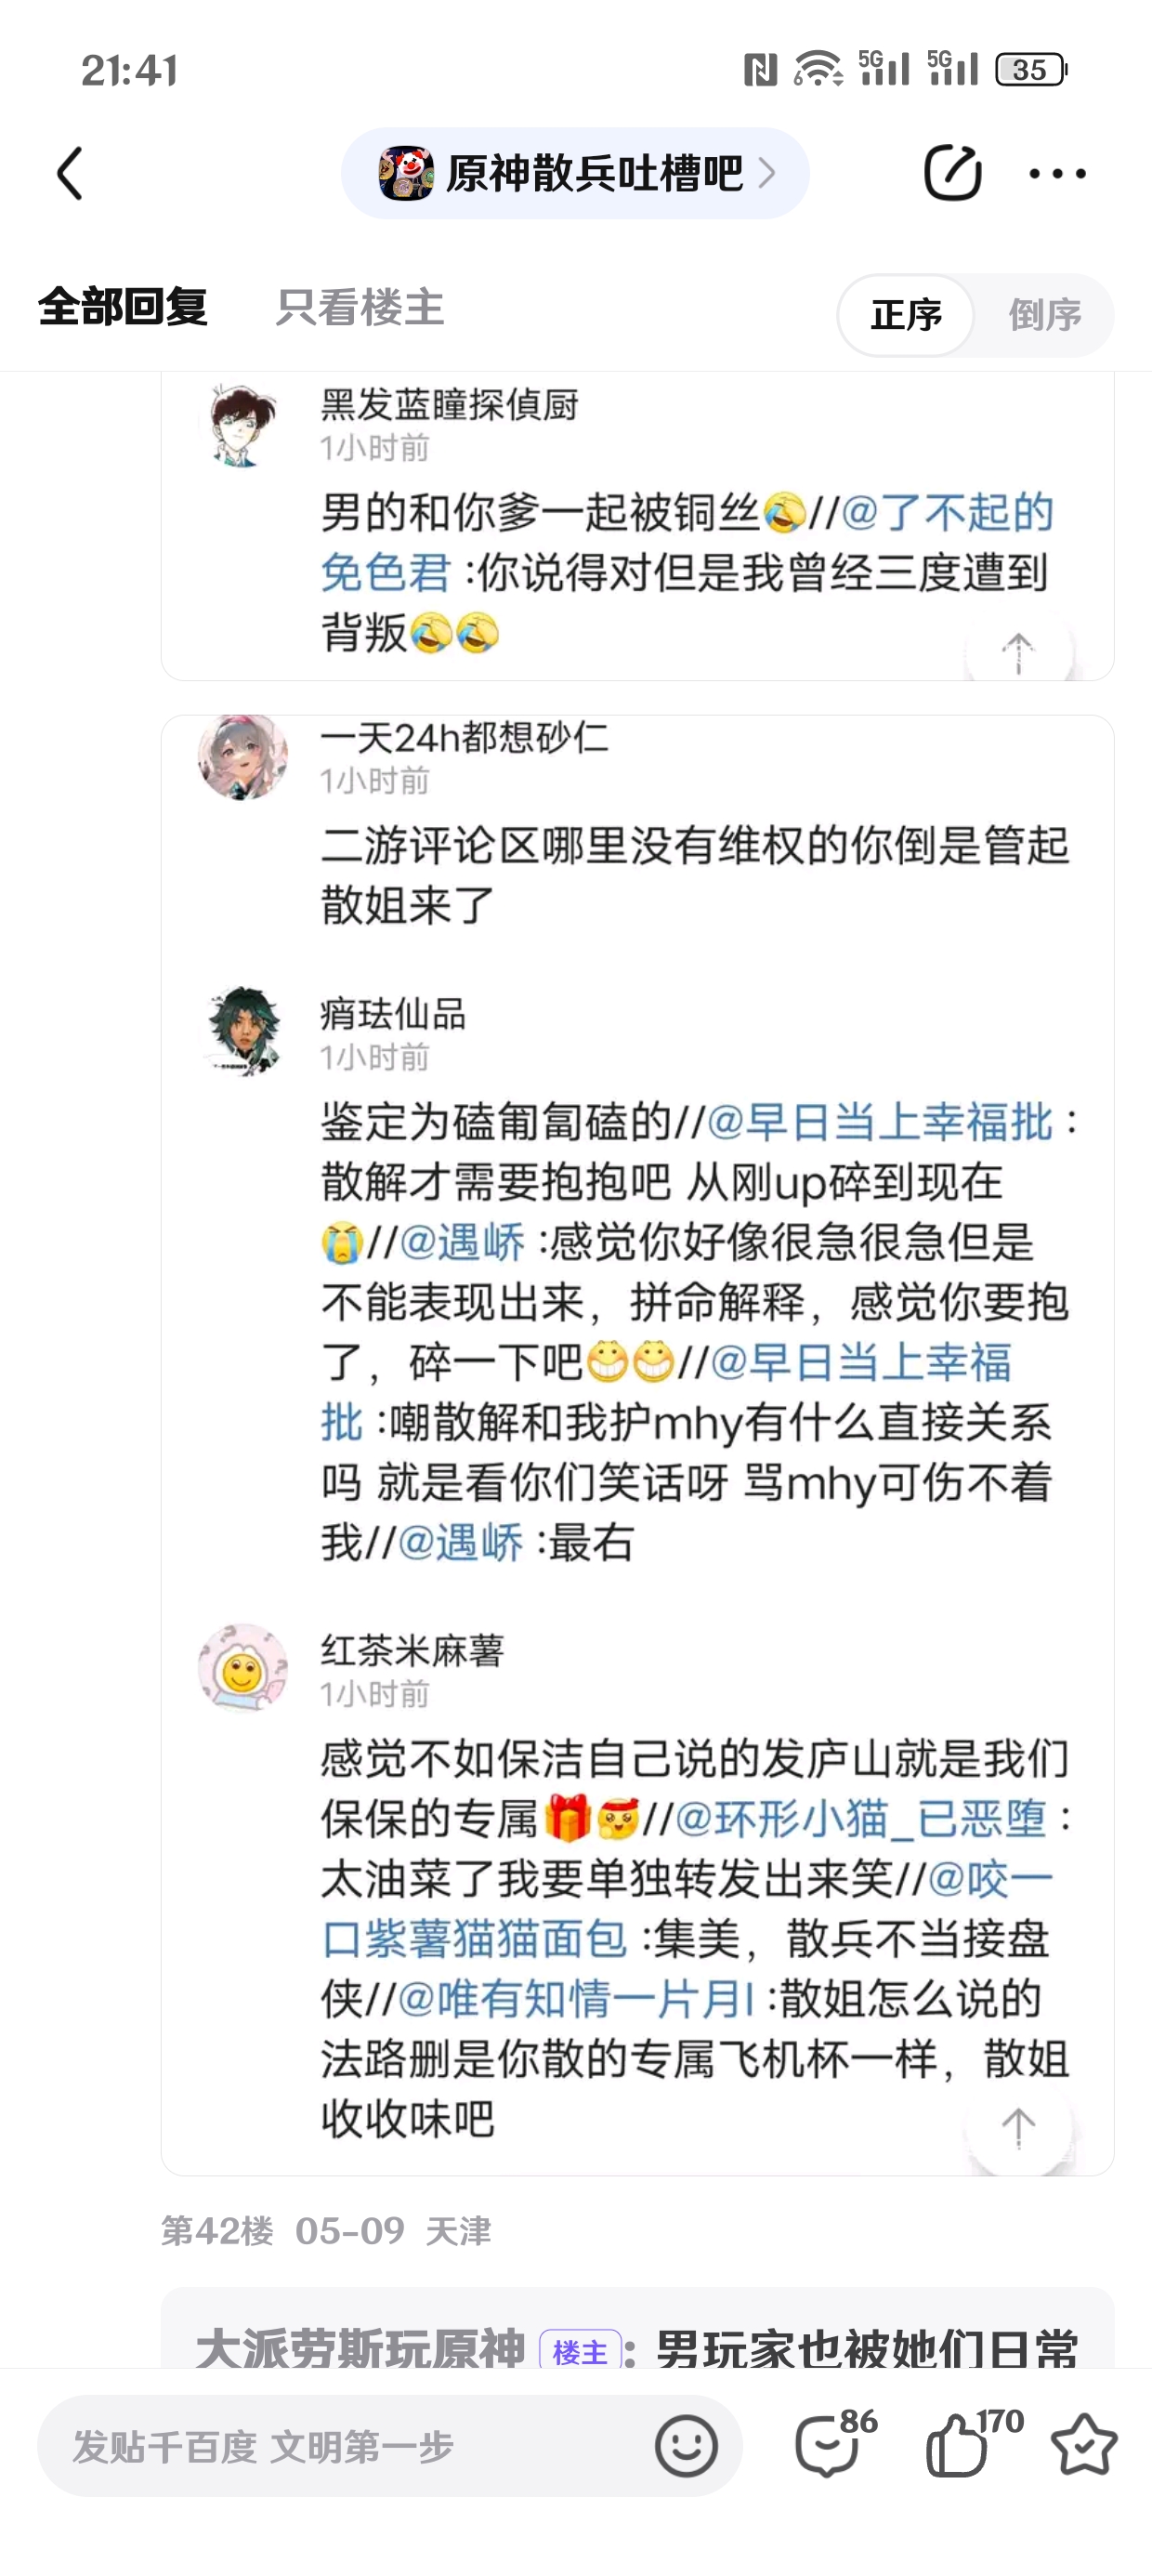 21:41
5G
5G
35
原神散兵吐槽吧
全部回复
只看楼主
正序
倒序
黑发蓝瞳探偵厨
1小时前
男的和你爹一起被铜丝🤣//@了不起的
免色君 :你说得对但是我曾经三度遭到
背叛🤣🤣
一天24h都想砂仁
1小时前
二游评论区哪里没有维权的你倒是管起
散姐来了
痟珐仙品
1小时前
鉴定为磕匍匐磕的//@早日当上幸福批 :
散解才需要抱抱吧 从刚up碎到现在
😭//@遇峤 :感觉你好像很急很急但是
不能表现出来，拼命解释，感觉你要抱
了，碎一下吧😁😁//@早日当上幸福
批 :嘲散解和我护mhy有什么直接关系
吗 就是看你们笑话呀 骂mhy可伤不着
我//@遇峤 :最右
红茶米麻薯
1小时前
感觉不如保洁自己说的发庐山就是我们
保保的专属🎁🥰//@环形小猫_已恶堕 :
太油菜了我要单独转发出来笑//@咬一
口紫薯猫猫面包 :集美，散兵不当接盘
侠//@唯有知情一片月l :散姐怎么说的
法路删是你散的专属飞机杯一样，散姐
收收味吧
第42楼 05-09 天津
大派劳斯玩原神 楼主 : 男玩家也被她们日常
发贴千百度 文明第一步
86
170